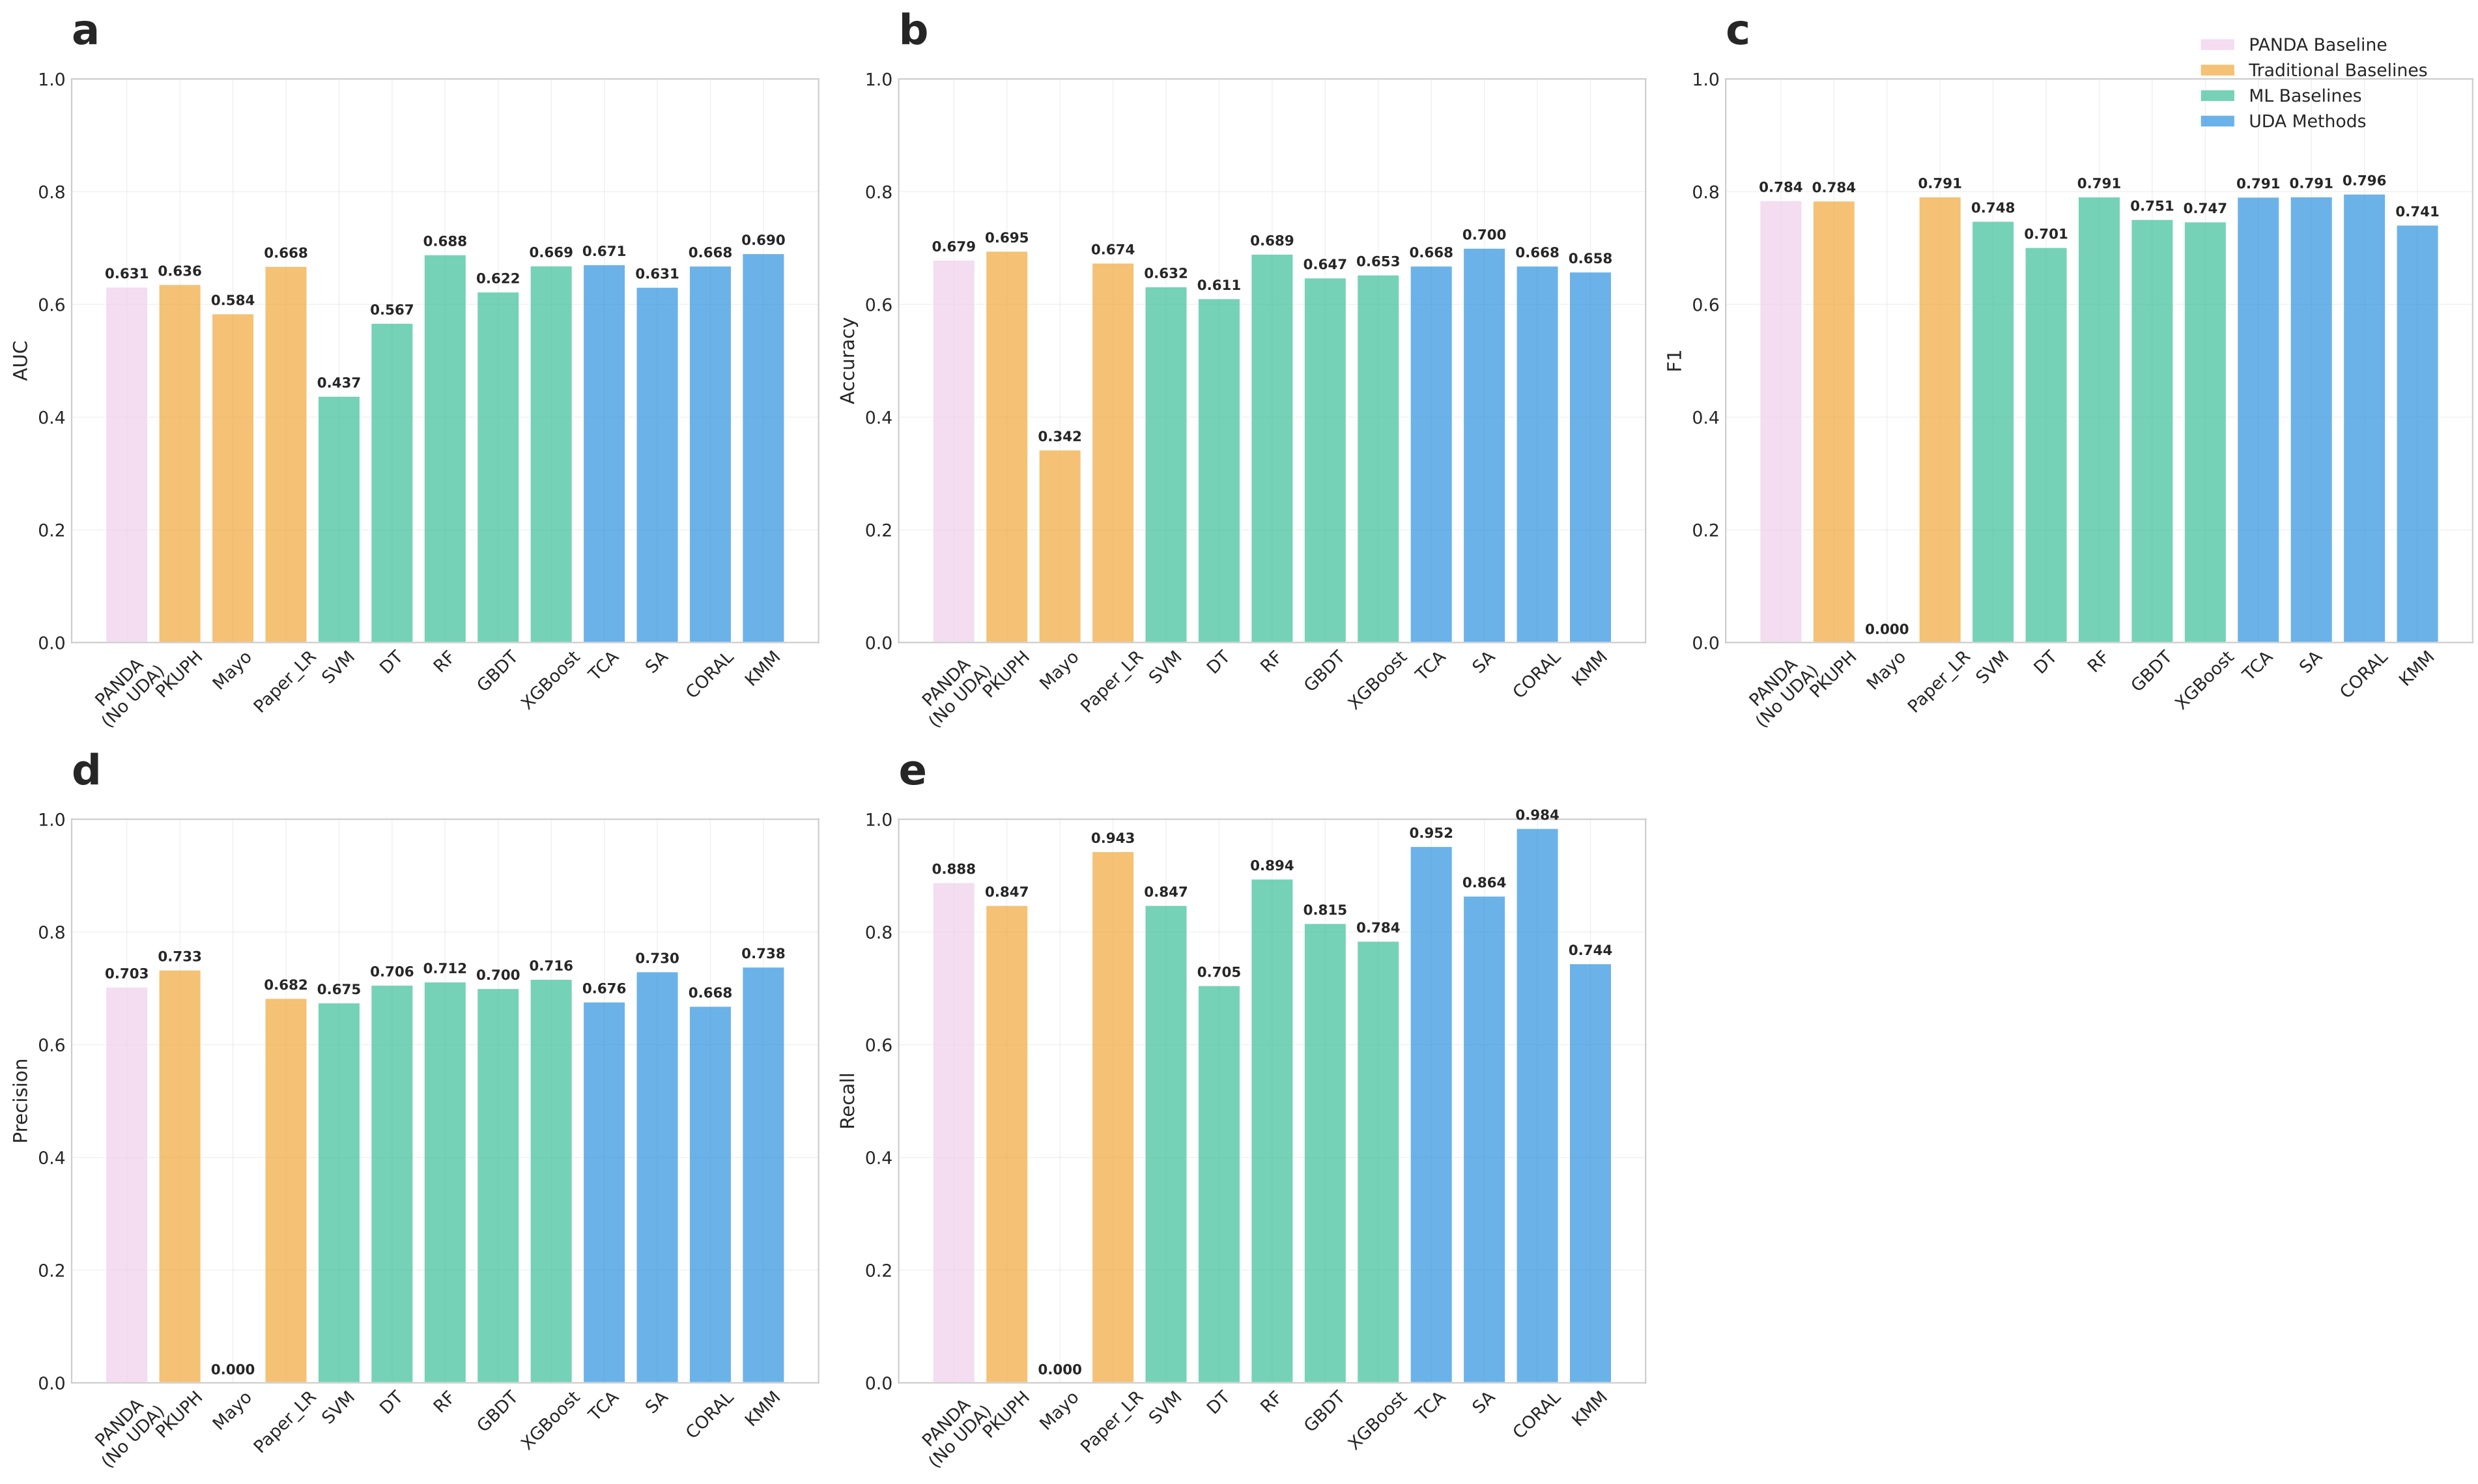 a
1.0
0.8
0.6
0.4
0.2
0.0
AUC
0.631
0.636
0.584
0.668
0.437
0.567
0.688
0.622
0.669
0.671
0.631
0.668
0.690
PANDA
(No UDA)
PKUPH
Mayo
Paper_LR
SVM
DT
RF
GBDT
XGBoost
TCA
SA
CORAL
KMM
b
1.0
0.8
0.6
0.4
0.2
0.0
Accuracy
0.679
0.695
0.342
0.674
0.632
0.611
0.689
0.647
0.653
0.668
0.700
0.668
0.658
PANDA
(No UDA)
PKUPH
Mayo
Paper_LR
SVM
DT
RF
GBDT
XGBoost
TCA
SA
CORAL
KMM
c
PANDA Baseline
Traditional Baselines
ML Baselines
UDA Methods
1.0
0.8
0.6
0.4
0.2
0.0
F1
0.784
0.784
0.000
0.791
0.748
0.701
0.791
0.751
0.747
0.791
0.791
0.796
0.741
PANDA
(No UDA)
PKUPH
Mayo
Paper_LR
SVM
DT
RF
GBDT
XGBoost
TCA
SA
CORAL
KMM
d
1.0
0.8
0.6
0.4
0.2
0.0
Precision
0.703
0.733
0.000
0.682
0.675
0.706
0.712
0.700
0.716
0.676
0.730
0.668
0.738
PANDA
(No UDA)
PKUPH
Mayo
Paper_LR
SVM
DT
RF
GBDT
XGBoost
TCA
SA
CORAL
KMM
e
1.0
0.8
0.6
0.4
0.2
0.0
Recall
0.888
0.847
0.000
0.943
0.847
0.705
0.894
0.815
0.784
0.952
0.864
0.984
0.744
PANDA
(No UDA)
PKUPH
Mayo
Paper_LR
SVM
DT
RF
GBDT
XGBoost
TCA
SA
CORAL
KMM